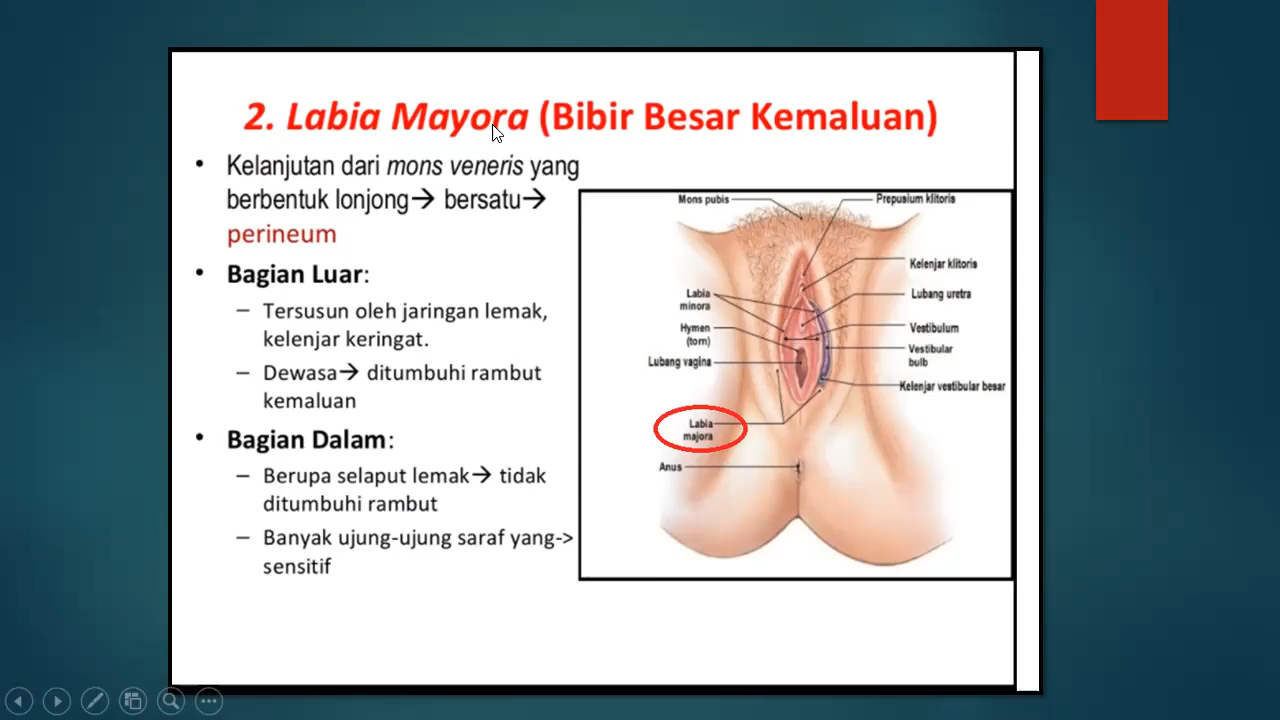 2. Labia Mayora (Bibir Besar Kemaluan)
• Kelanjutan dari mons veneris yang
berbentuk lonjong→ bersatu→
perineum
• Bagian Luar:
– Tersusun oleh jaringan lemak,
kelenjar keringat.
– Dewasa→ ditumbuhi rambut
kemaluan
• Bagian Dalam:
– Berupa selaput lemak→ tidak
ditumbuhi rambut
– Banyak ujung-ujung saraf yang->
sensitif
Mons pubis
Prepusium klitoris
Kelenjar klitoris
Labia
minora
Lubang uretra
Hymen
(torn)
Vestibulum
Vestibular
bulb
Lubang vagina
Kelenjar vestibular besar
Labia
majora
Anus